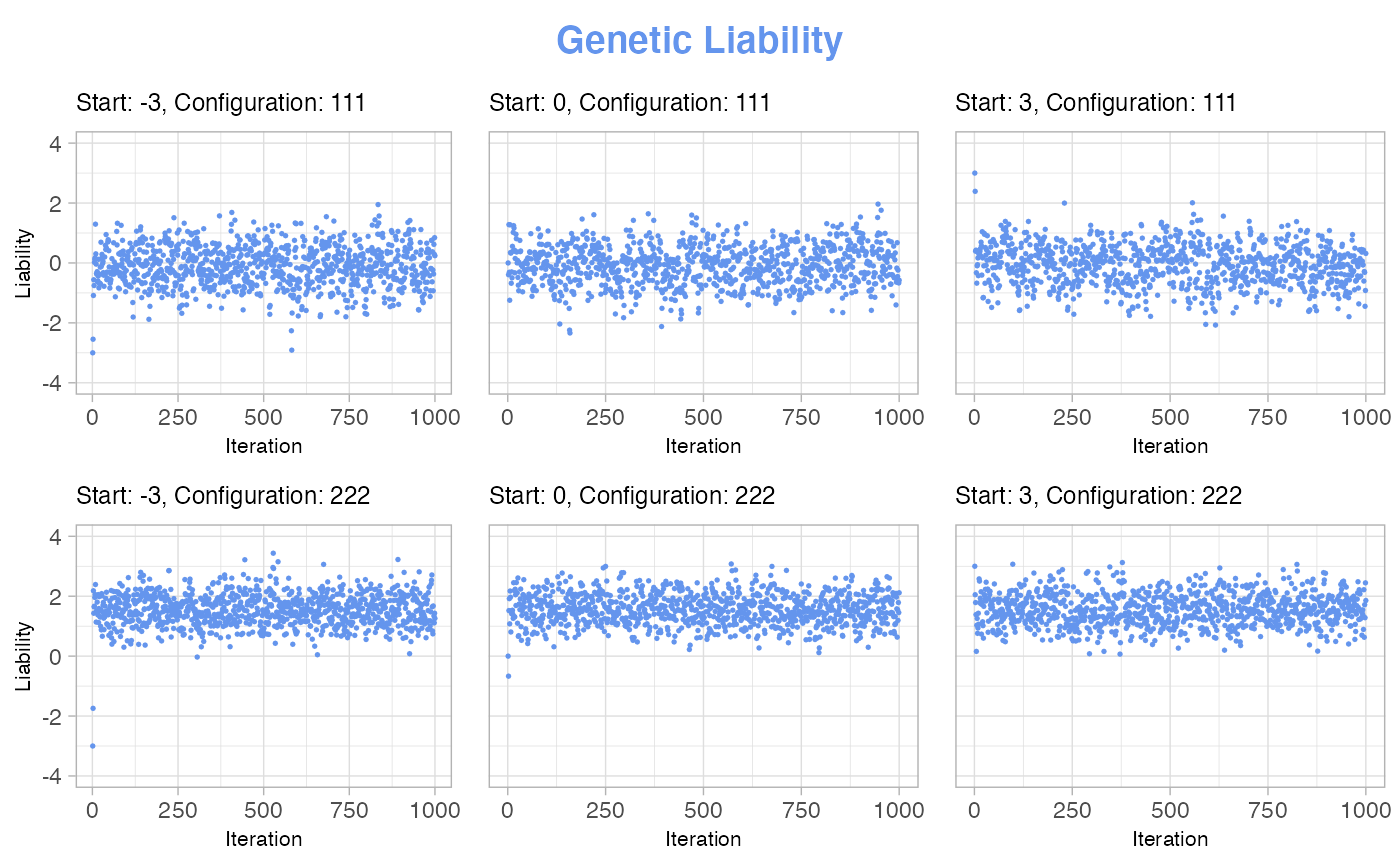 Genetic Liability
Start: -3, Configuration: 111
Start: 0, Configuration: 111
Start: 3, Configuration: 111
4
2
0
-2
-4
Liability
0 250 500 750 1000
0 250 500 750 1000
0 250 500 750 1000
Iteration
Iteration
Iteration
Start: -3, Configuration: 222
Start: 0, Configuration: 222
Start: 3, Configuration: 222
4
2
0
-2
-4
Liability
0 250 500 750 1000
0 250 500 750 1000
0 250 500 750 1000
Iteration
Iteration
Iteration